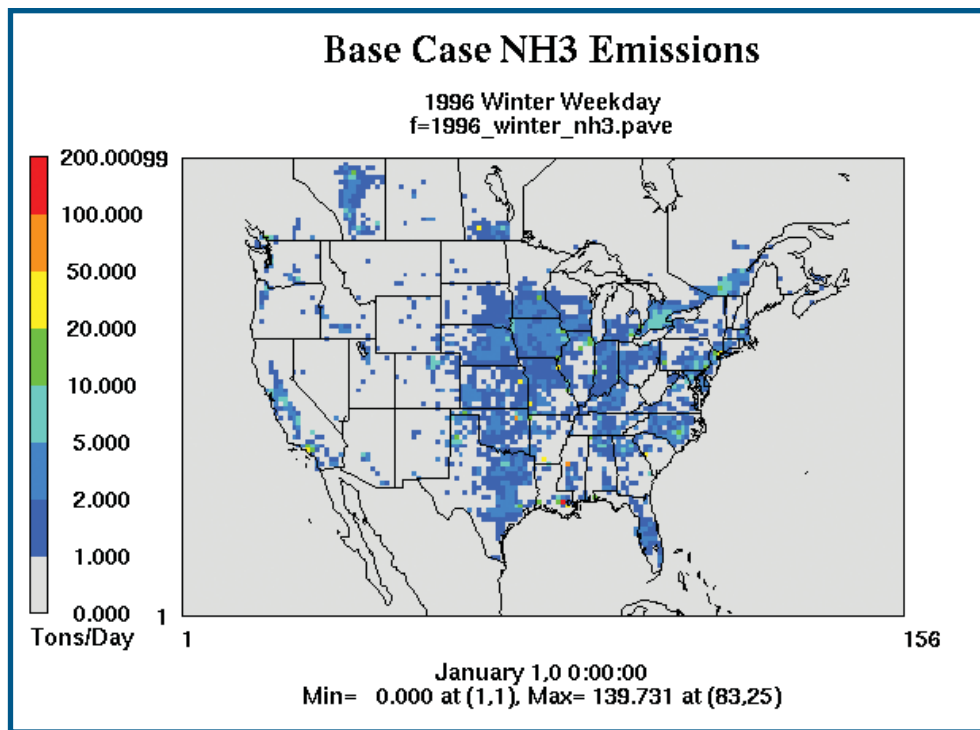 Base Case NH3 Emissions
1996 Winter Weekday
f=1996_winter_nh3.pave
200.000
99
100.000
50.000
20.000
10.000
5.000
2.000
1.000
0.000
1
Tons/Day
1
156
January 1,0 0:00:00
Min= 0.000 at (1,1), Max= 139.731 at (83,25)